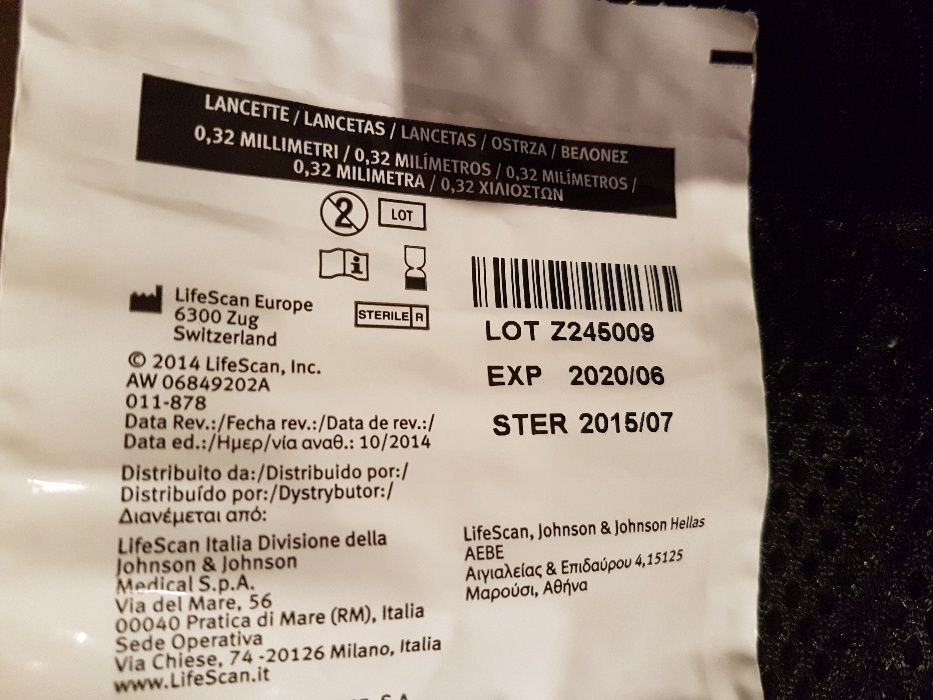 LANCETTE / LANCETAS / LANCETAS / OSTRZA / ΒΕΛΟΝΕΣ
0,32 MILLIMETRI / 0,32 MILÍMETROS / 0,32 MILÍMETROS /
0,32 MILIMETRA / 0,32 ΧΙΛΙΟΣΤΩΝ
2
LOT
i
LifeScan Europe
6300 Zug
Switzerland
STERILE R
LOT Z245009
EXP 2020/06
STER 2015/07
© 2014 LifeScan, Inc.
AW 06849202A
011-878
Data Rev.:/Fecha rev.:/Data de rev.:/
Data ed.:/Ημερ/νία αναθ.: 10/2014
Distribuito da:/Distribuido por:/
Distribuído por:/Dystrybutor:/
Διανέμεται από:
LifeScan Italia Divisione della
Johnson & Johnson
Medical S.p.A.
Via del Mare, 56
00040 Pratica di Mare (RM), Italia
Sede Operativa
Via Chiese, 74 -20126 Milano, Italia
www.LifeScan.it
LifeScan, Johnson & Johnson Hellas
AEBE
Αιγιαλείας & Επιδαύρου 4,15125
Μαρούσι, Αθήνα